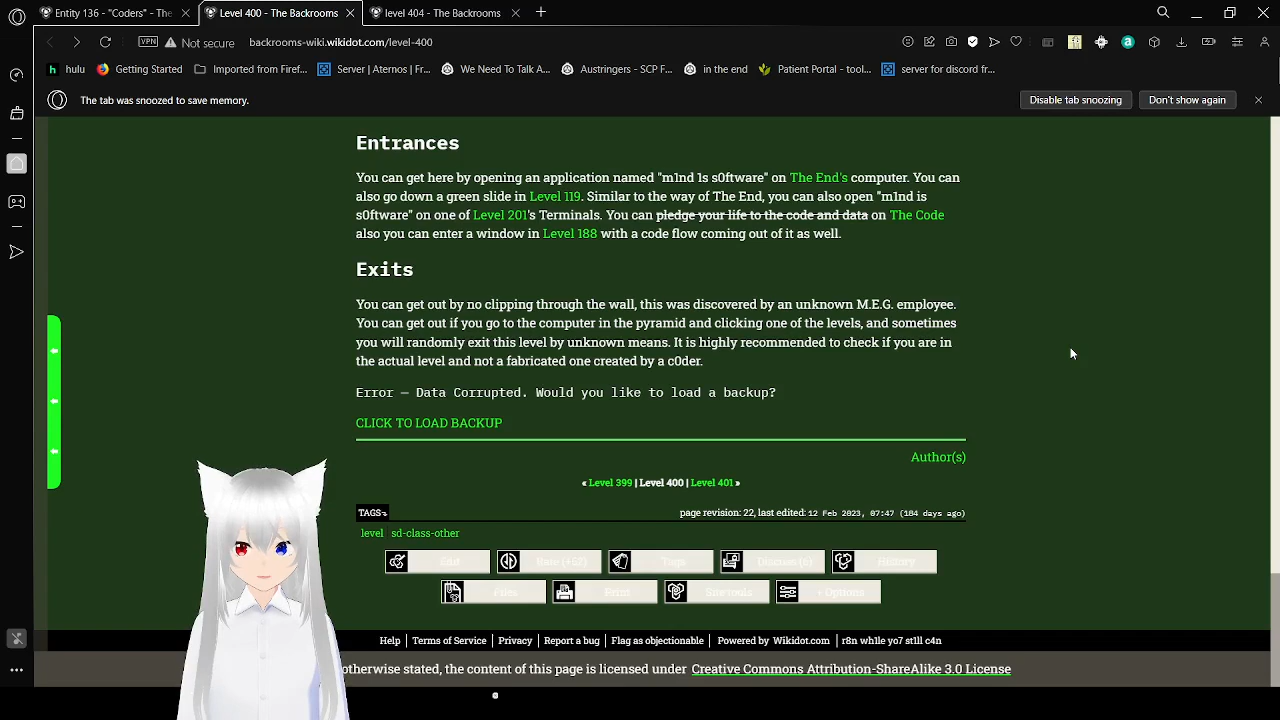 Entity 136 - "Coders" - The
Level 400 - The Backrooms
level 404 - The Backrooms
VPN
Not secure
backrooms-wiki.wikidot.com/level-400
hulu
Getting Started
Imported from Firef...
Server | Aternos | Fr...
We Need To Talk A...
Austringers - SCP F...
in the end
Patient Portal - tool...
server for discord fr...
The tab was snoozed to save memory.
Disable tab snoozing
Don't show again
Entrances
You can get here by opening an application named "m1nd 1s s0ftware" on The End's computer. You can
also go down a green slide in Level 119. Similar to the way of The End, you can also open "m1nd is
s0ftware" on one of Level 201's Terminals. You can pledge your life to the code and data on The Code
also you can enter a window in Level 188 with a code flow coming out of it as well.
Exits
You can get out by no clipping through the wall, this was discovered by an unknown M.E.G. employee.
You can get out if you go to the computer in the pyramid and clicking one of the levels, and sometimes
you will randomly exit this level by unknown means. It is highly recommended to check if you are in
the actual level and not a fabricated one created by a c0der.
Error — Data Corrupted. Would you like to load a backup?
CLICK TO LOAD BACKUP
Author(s)
« Level 399 | Level 400 | Level 401 »
TAGS
page revision: 22, last edited: 12 Feb 2023, 07:47 (184 days ago)
level sd-class-other
Edit
Tags
History
Files
Print
Site tools
+ Options
Help | Terms of Service | Privacy | Report a bug | Flag as objectionable | Powered by Wikidot.com | r8n wh1le yo7 st1ll c4n
otherwise stated, the content of this page is licensed under Creative Commons Attribution-ShareAlike 3.0 License